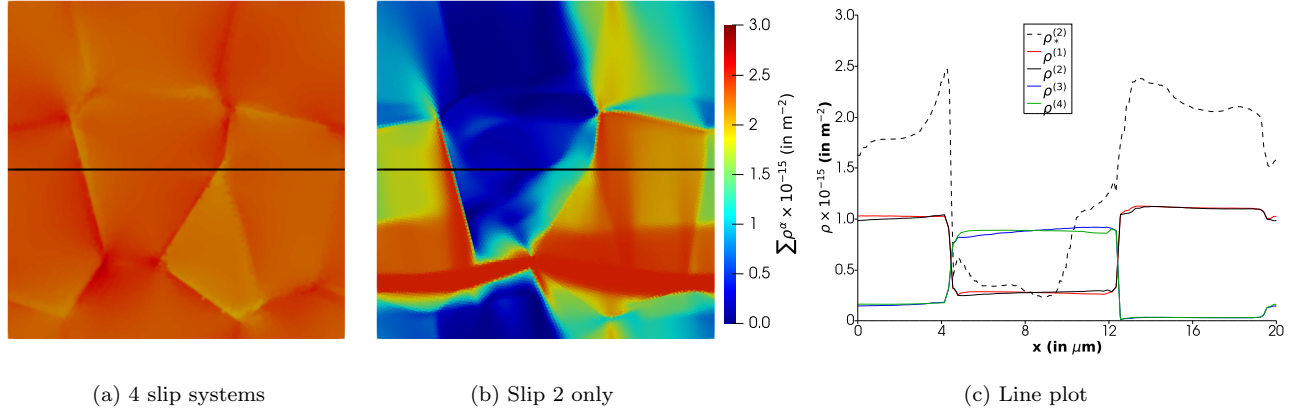 3.0
2.5
2
1.5
1
0.5
0.0
∑ρ^α × 10^-15 (in m^-2)
3.0
2.5
2.0
1.5
1.0
0.5
0
ρ × 10^-15 (in m^-2)
ρ_*^(2)
ρ^(1)
ρ^(2)
ρ^(3)
ρ^(4)
0 4 8 12 16 20
x (in μm)
(a) 4 slip systems
(b) Slip 2 only
(c) Line plot